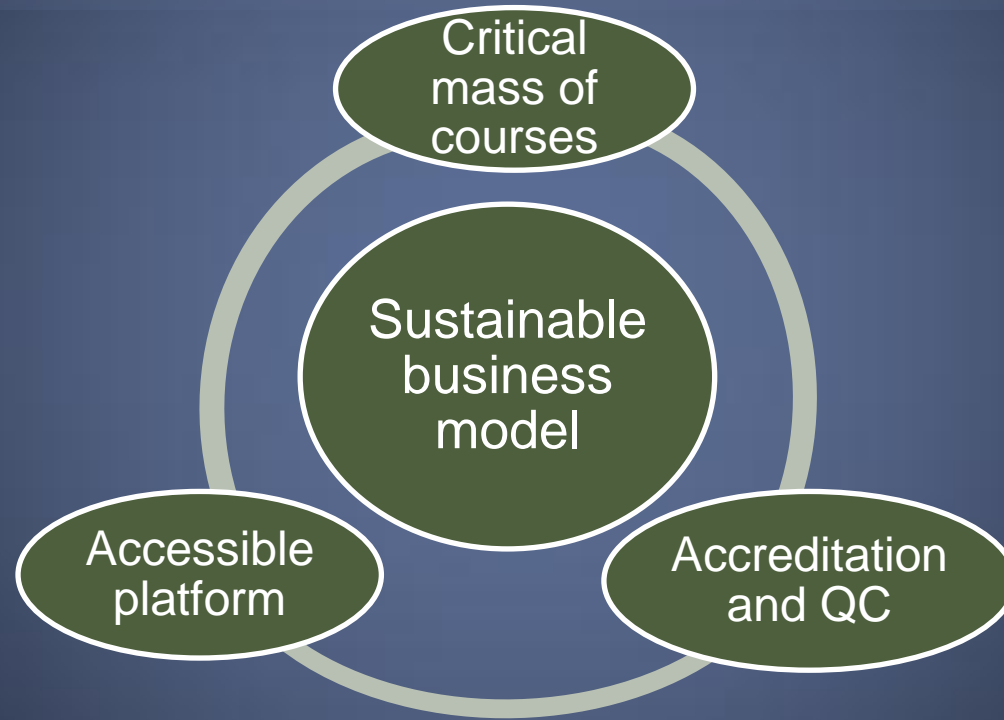 Critical
mass of
courses
Sustainable
business
model
Accessible
platform
Accreditation
and QC